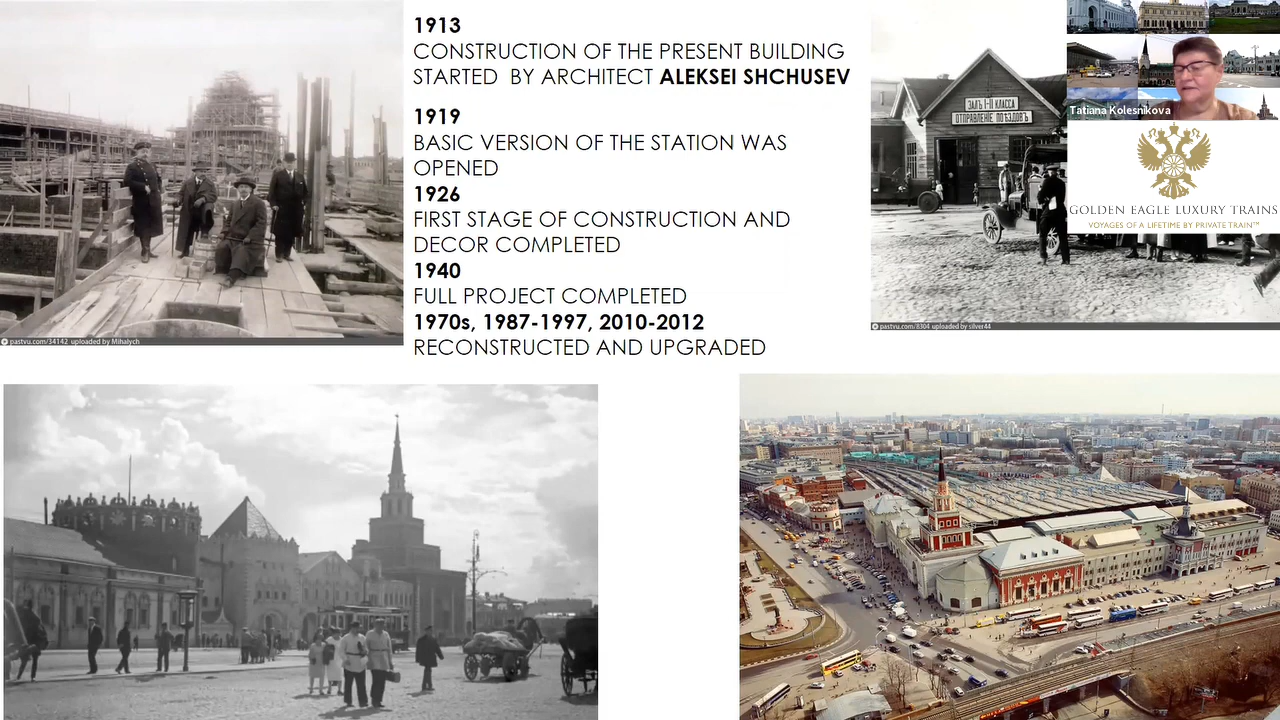 1913
CONSTRUCTION OF THE PRESENT BUILDING
STARTED BY ARCHITECT ALEKSEI SHCHUSEV
1919
BASIC VERSION OF THE STATION WAS
OPENED
1926
FIRST STAGE OF CONSTRUCTION AND
DECOR COMPLETED
1940
FULL PROJECT COMPLETED
1970s, 1987-1997, 2010-2012
RECONSTRUCTED AND UPGRADED
pastvu.com/34142 uploaded by Mihalych
ЗАЛЪ I-II КЛАССА
ОТПРАВЛЕНІЕ ПОѢЗДОВЪ
pastvu.com/8304 uploaded by silver44
Tatiana Kolesnikova
GOLDEN EAGLE LUXURY TRAINS
VOYAGES OF A LIFETIME BY PRIVATE TRAIN™